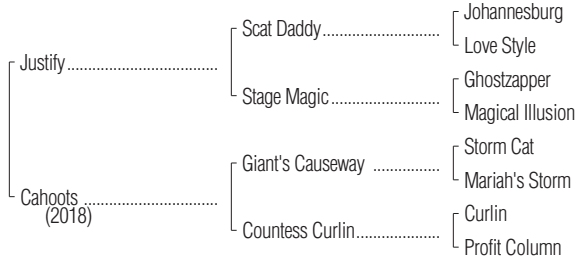 Johannesburg
Scat Daddy........................
Love Style
Justify..................................
Ghostzapper
Stage Magic......................
Magical Illusion
Storm Cat
Giant's Causeway ..............
Mariah's Storm
Cahoots ..............................
(2018)
Curlin
Countess Curlin.................
Profit Column